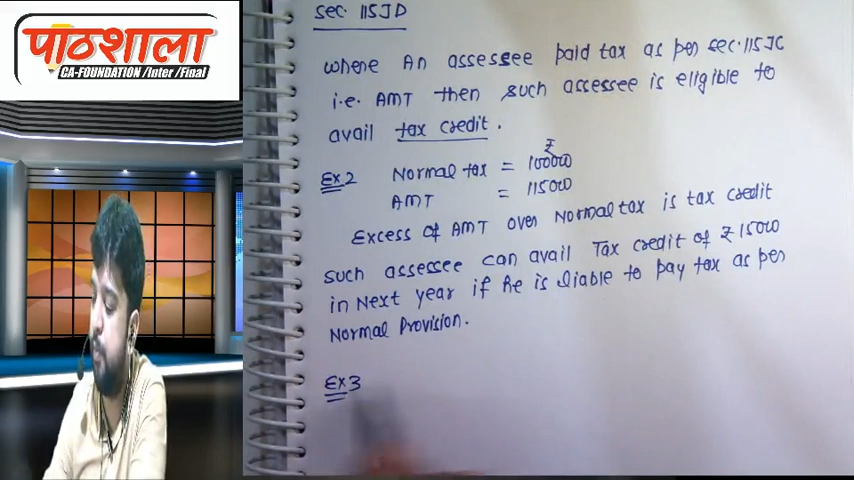 पाठशाला
CA-FOUNDATION /Inter /Final
Sec. 115JD
where An assessee paid tax as per sec. 115JC
i.e. AMT then such assessee is eligible to
avail tax credit.
Ex.2 Normal tax = 100000
₹
AMT = 115000
Excess of AMT over Normal tax is tax credit
such assessee can avail Tax credit of ₹ 15000
in Next year if he is liable to pay tax as per
Normal Provision.
Ex 3